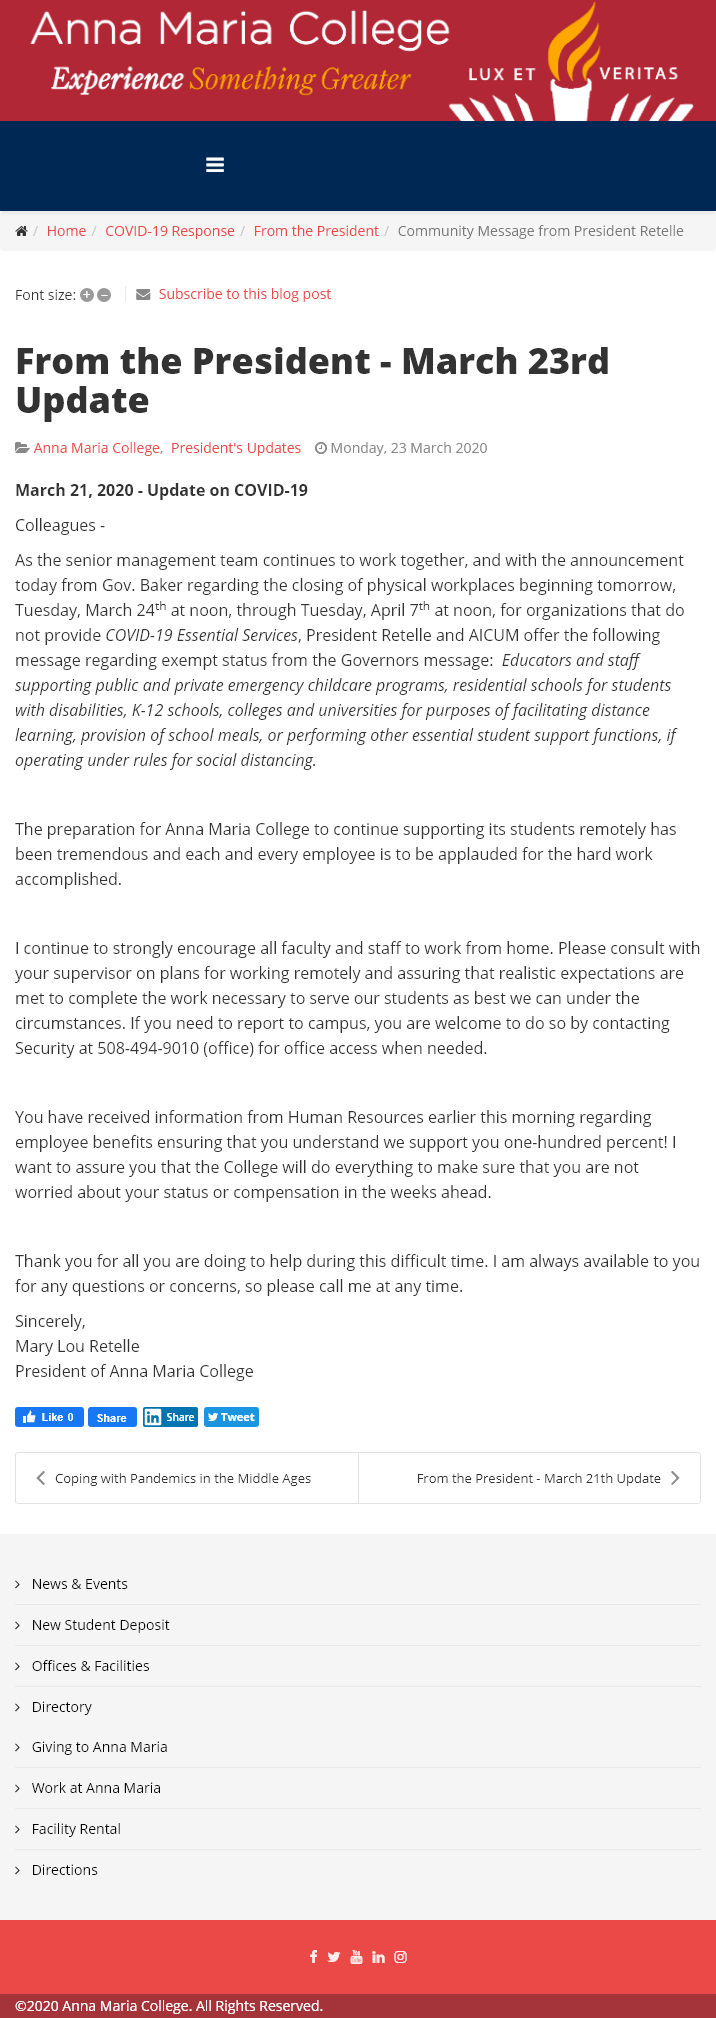 Anna Maria College
Experience Something Greater
LUX ET VERITAS
/ Home / COVID-19 Response / From the President / Community Message from President Retelle
Font size: + – Subscribe to this blog post
From the President - March 23rd
Update
Anna Maria College, President's Updates Monday, 23 March 2020
March 21, 2020 - Update on COVID-19
Colleagues -
As the senior management team continues to work together, and with the announcement
today from Gov. Baker regarding the closing of physical workplaces beginning tomorrow,
Tuesday, March 24th at noon, through Tuesday, April 7th at noon, for organizations that do
not provide COVID-19 Essential Services, President Retelle and AICUM offer the following
message regarding exempt status from the Governors message: Educators and staff
supporting public and private emergency childcare programs, residential schools for students
with disabilities, K-12 schools, colleges and universities for purposes of facilitating distance
learning, provision of school meals, or performing other essential student support functions, if
operating under rules for social distancing.
The preparation for Anna Maria College to continue supporting its students remotely has
been tremendous and each and every employee is to be applauded for the hard work
accomplished.
I continue to strongly encourage all faculty and staff to work from home. Please consult with
your supervisor on plans for working remotely and assuring that realistic expectations are
met to complete the work necessary to serve our students as best we can under the
circumstances. If you need to report to campus, you are welcome to do so by contacting
Security at 508-494-9010 (office) for office access when needed.
You have received information from Human Resources earlier this morning regarding
employee benefits ensuring that you understand we support you one-hundred percent! I
want to assure you that the College will do everything to make sure that you are not
worried about your status or compensation in the weeks ahead.
Thank you for all you are doing to help during this difficult time. I am always available to you
for any questions or concerns, so please call me at any time.
Sincerely,
Mary Lou Retelle
President of Anna Maria College
Like 0 Share in Share Tweet
Coping with Pandemics in the Middle Ages
From the President - March 21th Update
News & Events
New Student Deposit
Offices & Facilities
Directory
Giving to Anna Maria
Work at Anna Maria
Facility Rental
Directions
©2020 Anna Maria College. All Rights Reserved.